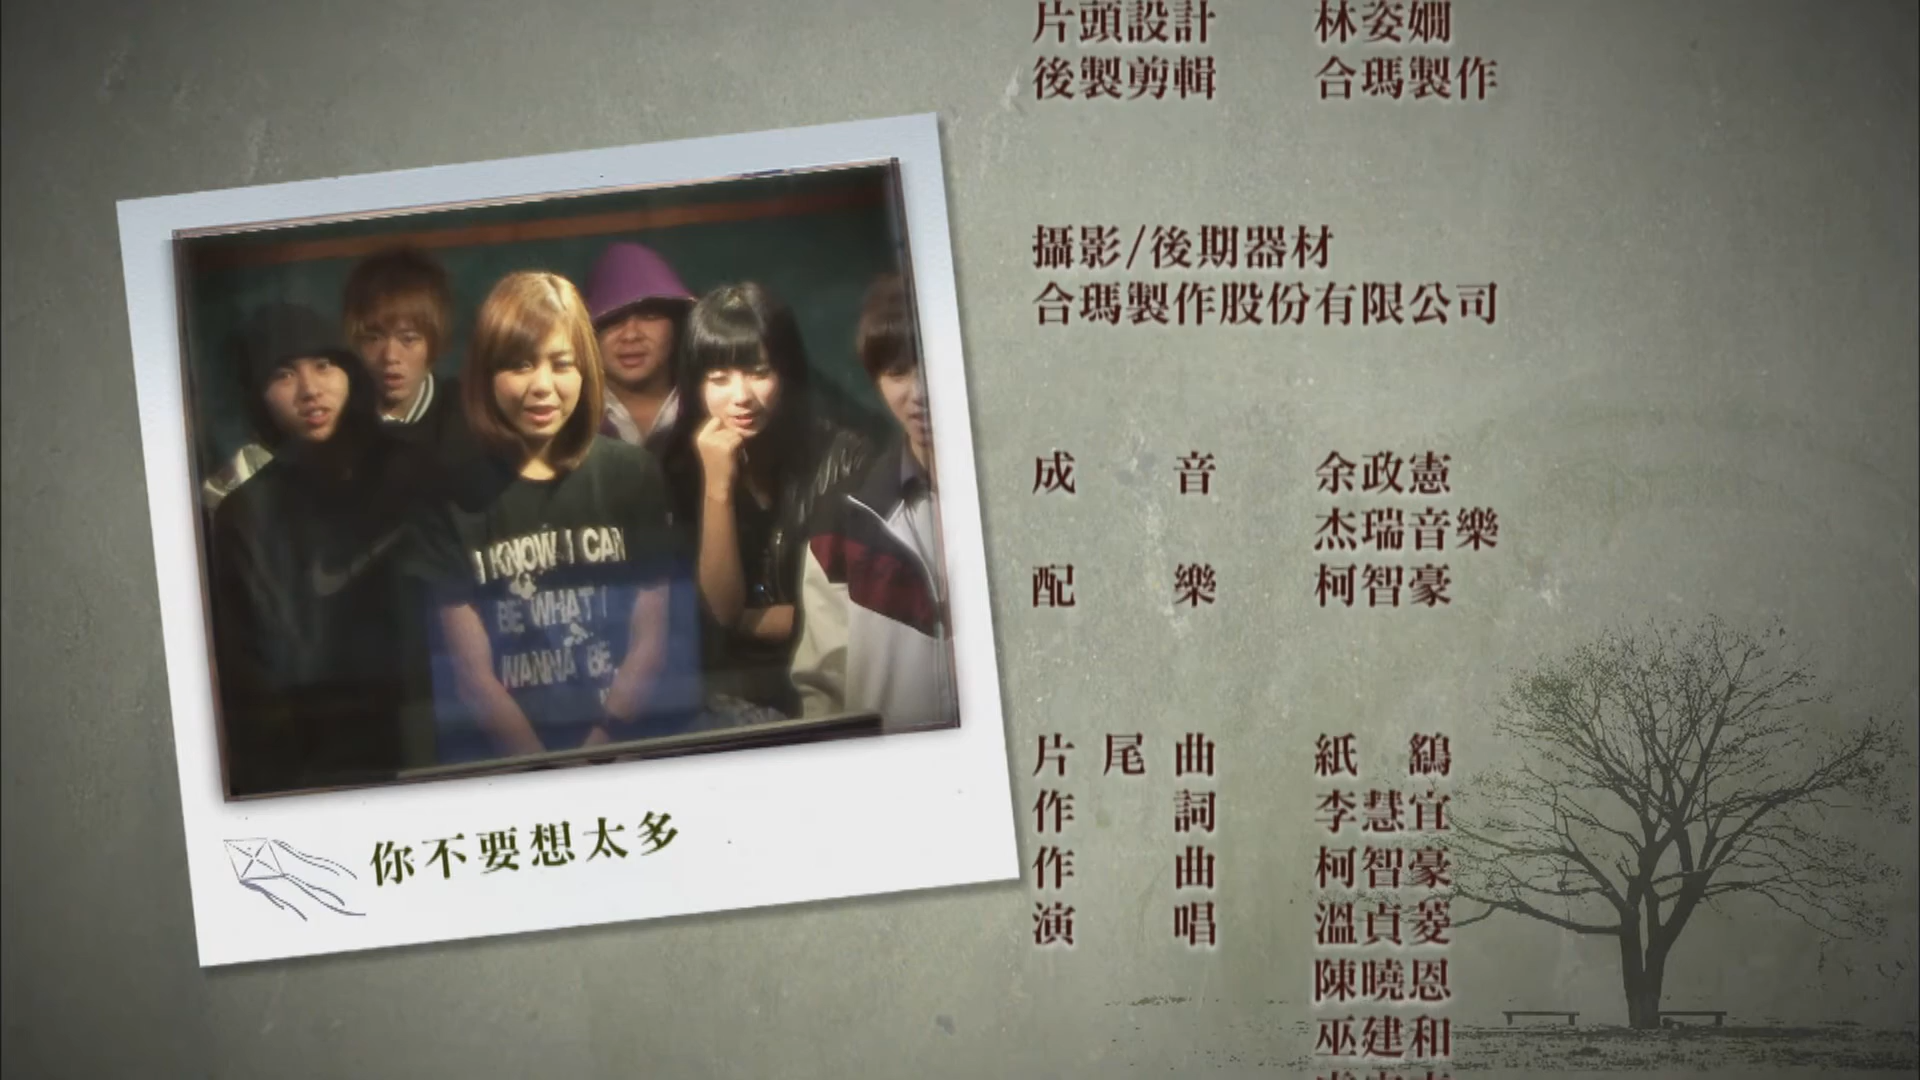 片頭設計 林姿嫺
後製剪輯 合瑪製作
攝影/後期器材
合瑪製作股份有限公司
成音 余政憲
杰瑞音樂
配樂 柯智豪
片尾曲 紙鷂
作詞 李慧宜
作曲 柯智豪
演唱 溫貞菱
陳曉恩
巫建和
I KNOW I CAN
BE WHAT I
WANNA BE
你不要想太多